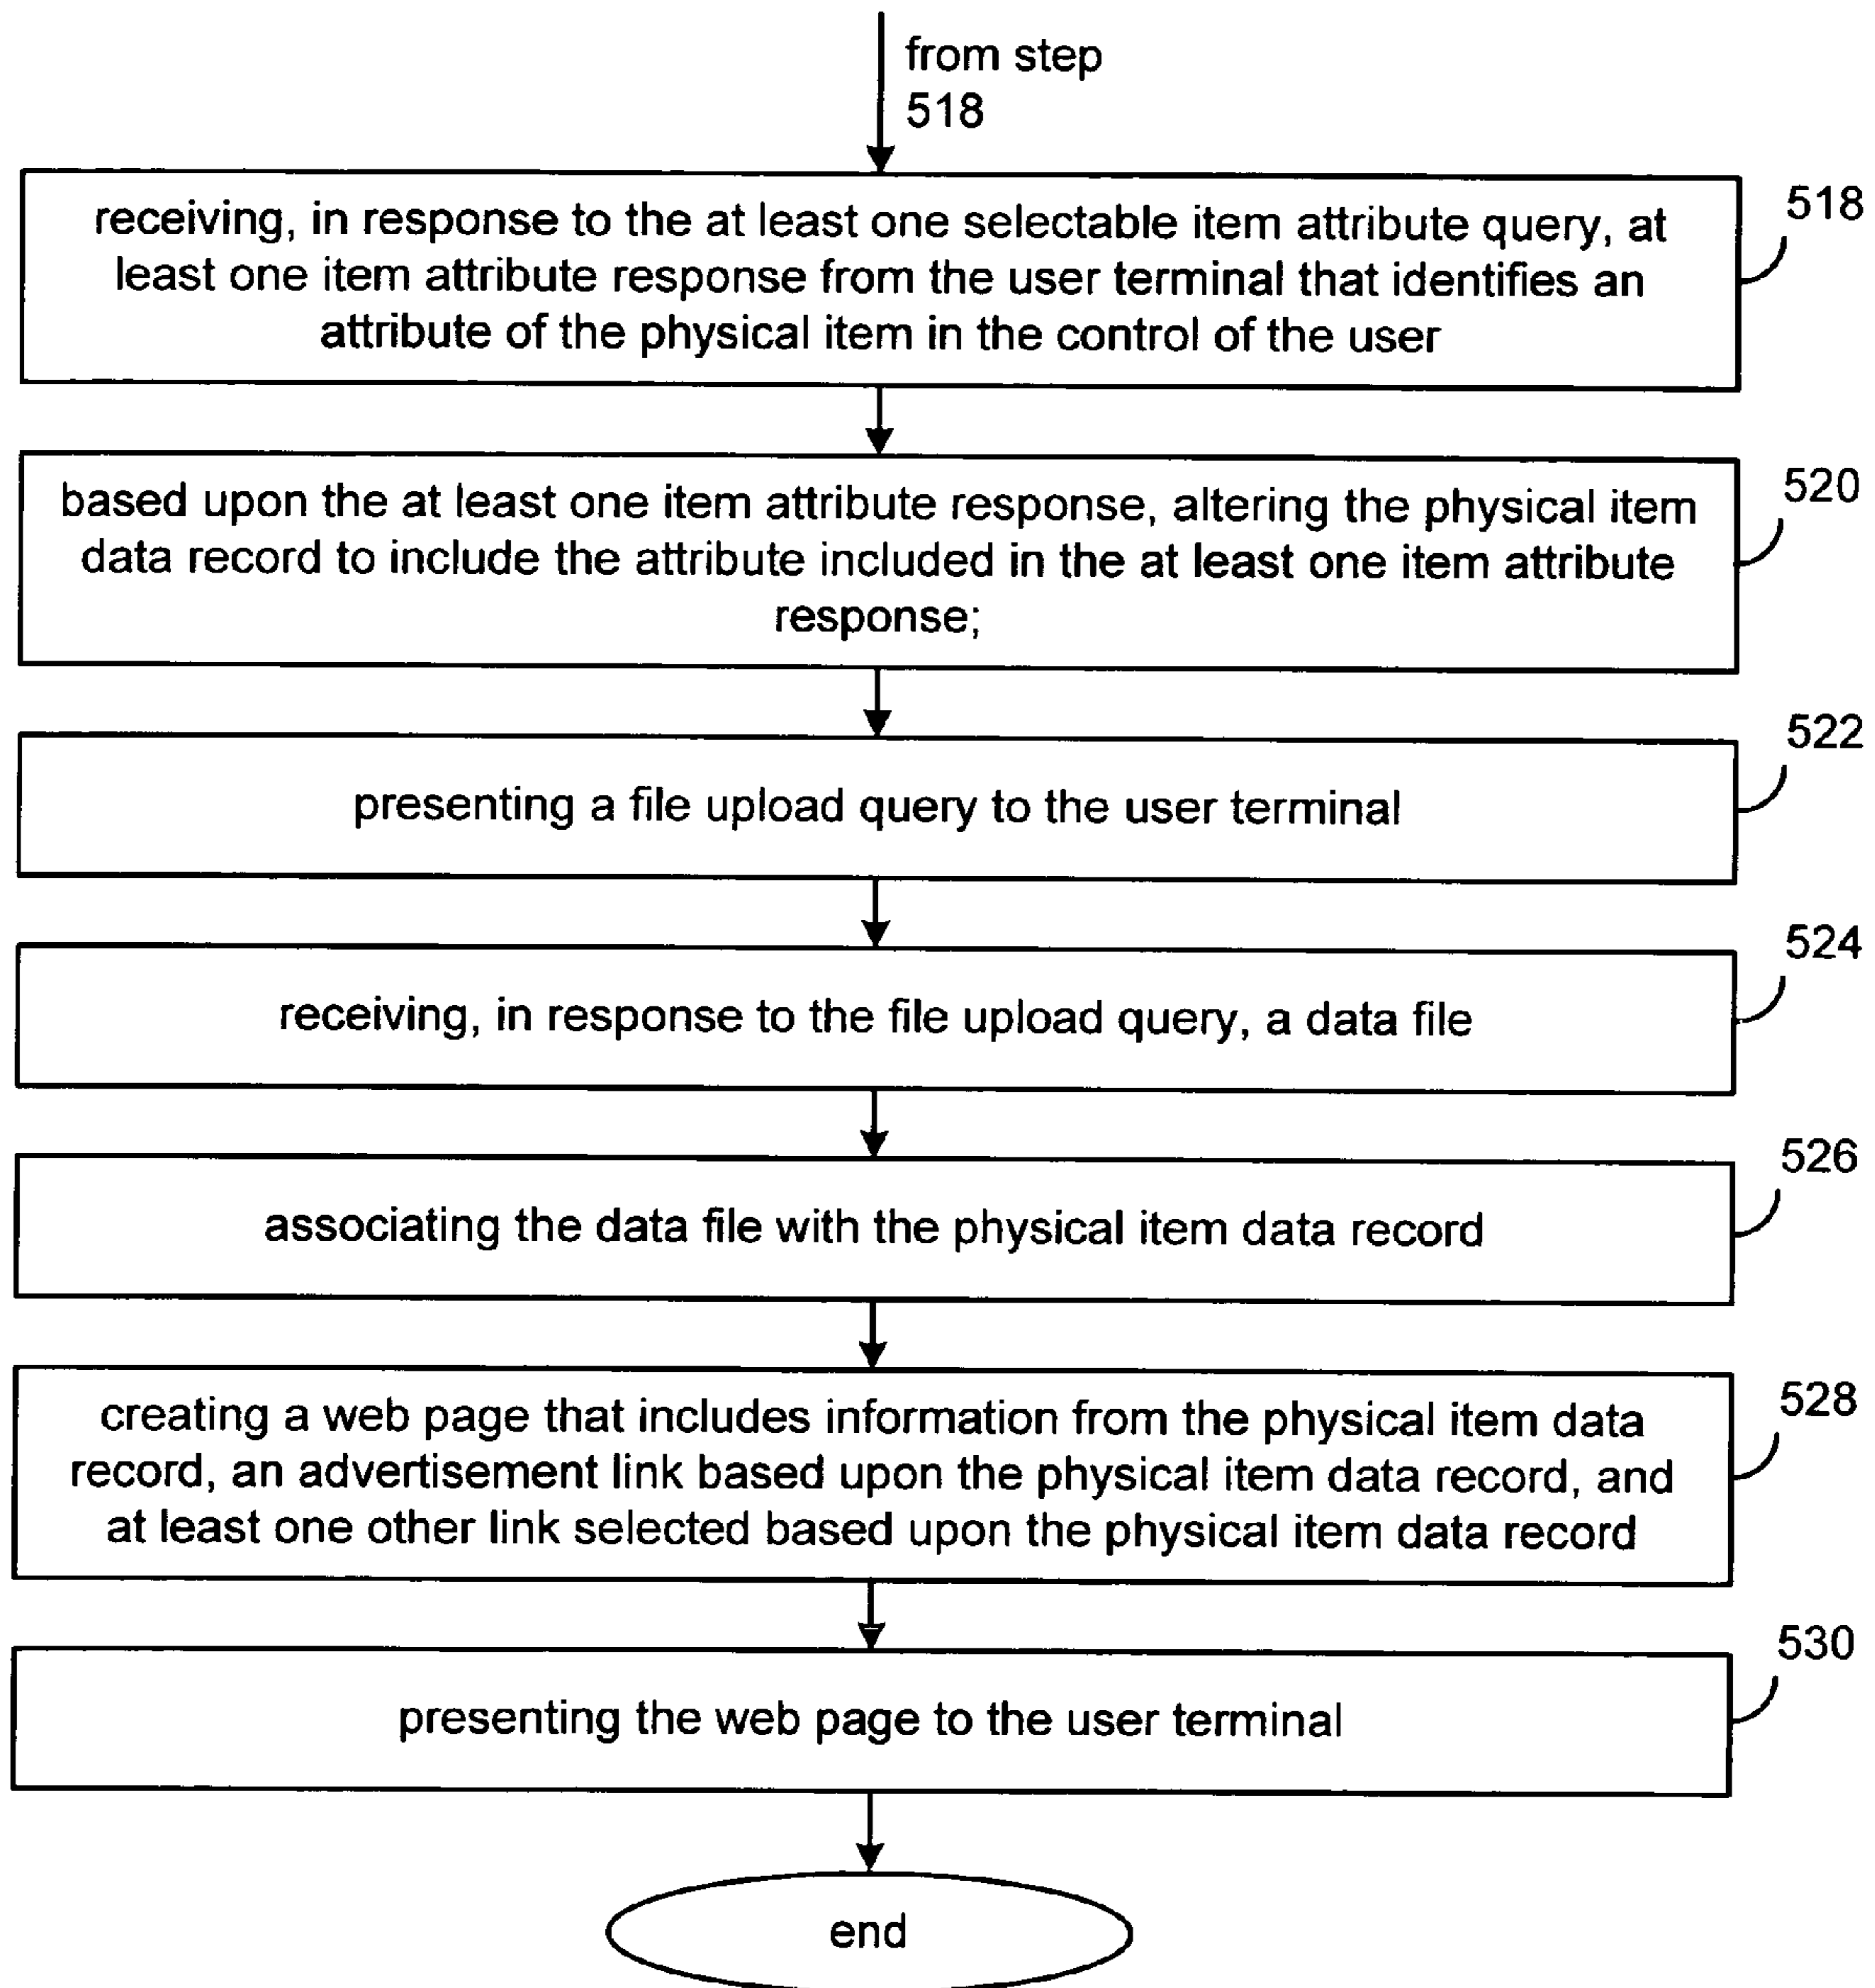 from step
518
receiving, in response to the at least one selectable item attribute query, at
least one item attribute response from the user terminal that identifies an
attribute of the physical item in the control of the user
518
based upon the at least one item attribute response, altering the physical item
data record to include the attribute included in the at least one item attribute
response;
520
presenting a file upload query to the user terminal
522
receiving, in response to the file upload query, a data file
524
associating the data file with the physical item data record
526
creating a web page that includes information from the physical item data
record, an advertisement link based upon the physical item data record, and
at least one other link selected based upon the physical item data record
528
presenting the web page to the user terminal
530
end